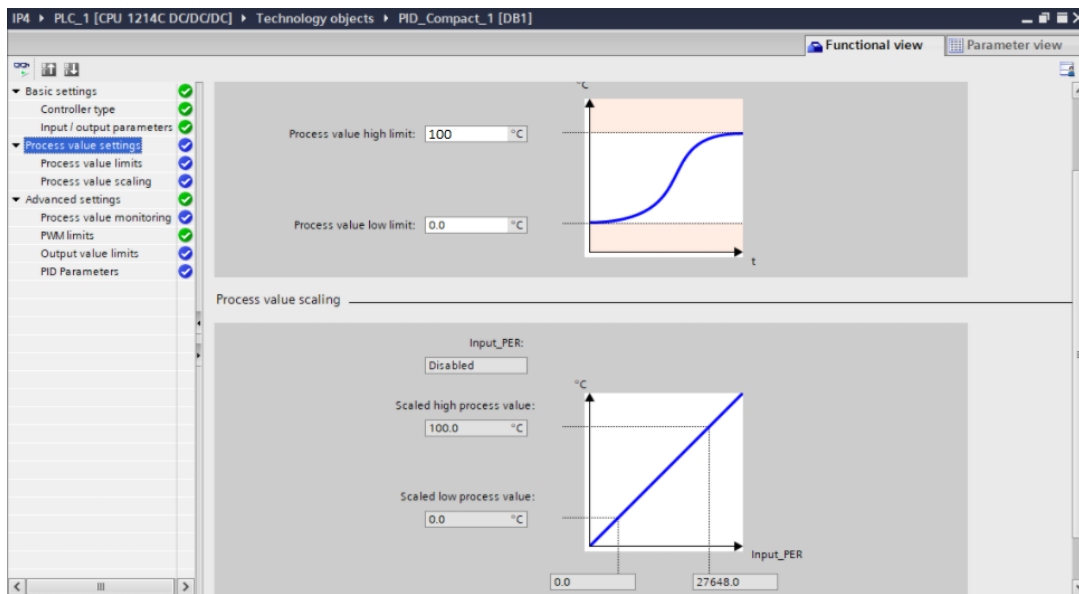 IP4 ▸ PLC_1 [CPU 1214C DC/DC/DC] ▸ Technology objects ▸ PID_Compact_1 [DB1]
Functional view
Parameter view
Basic settings
Controller type
Input / output parameters
Process value settings
Process value limits
Process value scaling
Advanced settings
Process value monitoring
PWM limits
Output value limits
PID Parameters
°C
Process value high limit: 100 °C
Process value low limit: 0.0 °C
t
Process value scaling
Input_PER:
Disabled
°C
Scaled high process value:
100.0 °C
Scaled low process value:
0.0 °C
Input_PER
0.0 27648.0